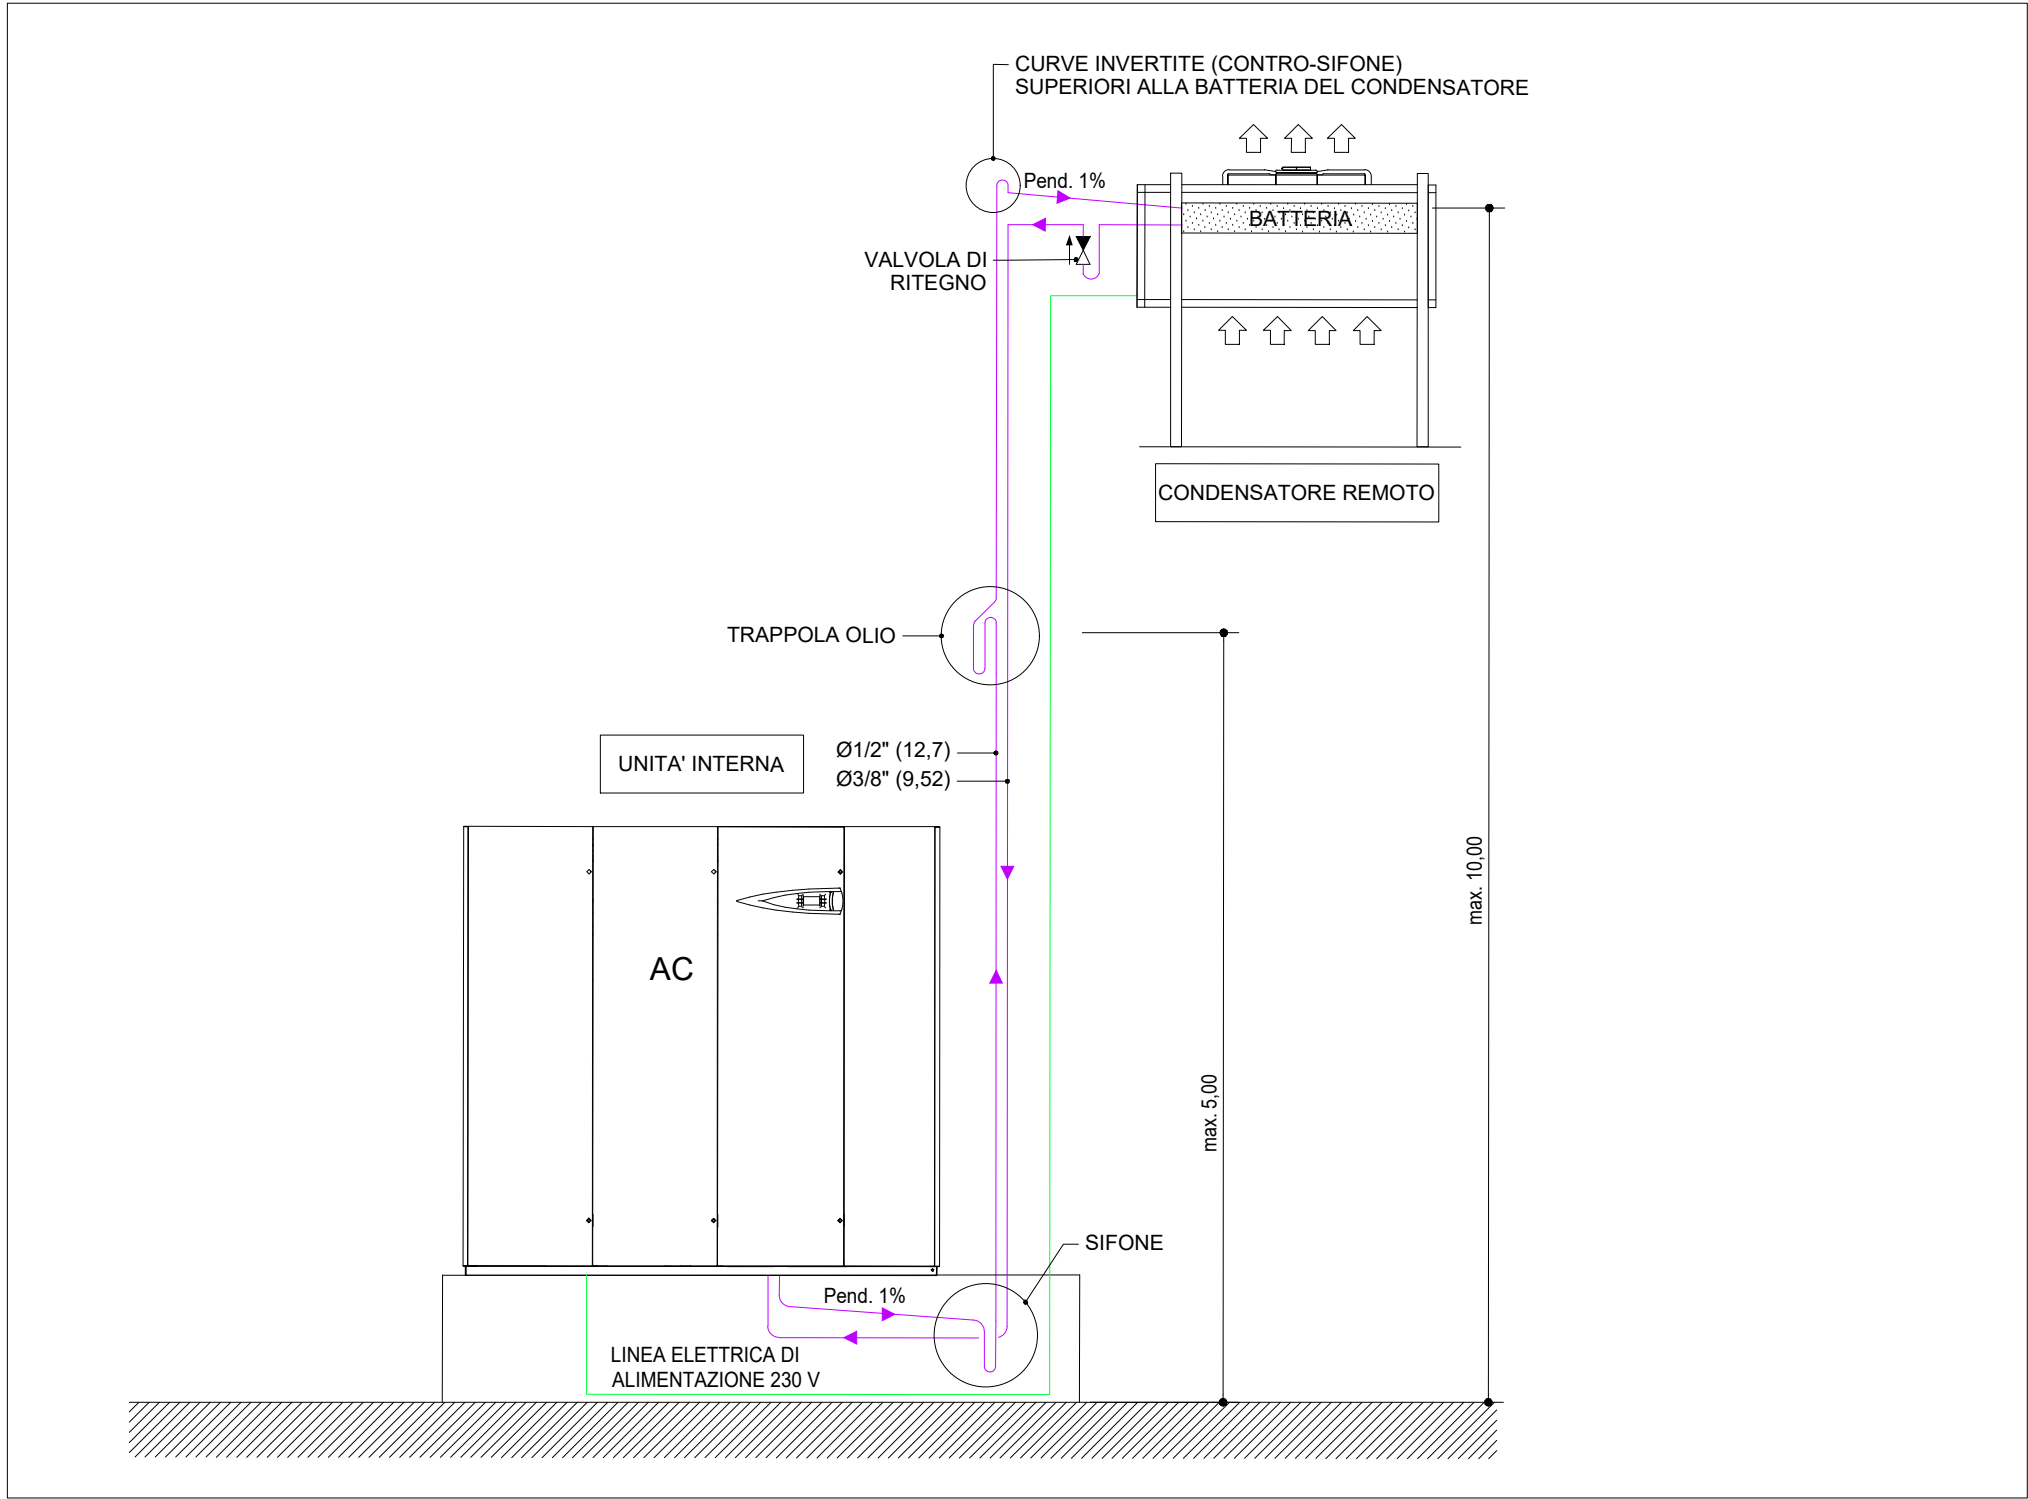 CURVE INVERTITE (CONTRO-SIFONE)
SUPERIORI ALLA BATTERIA DEL CONDENSATORE
Pend. 1%
BATTERIA
VALVOLA DI
RITEGNO
CONDENSATORE REMOTO
TRAPPOLA OLIO
UNITA' INTERNA
Ø1/2" (12,7)
Ø3/8" (9,52)
max. 10,00
AC
max. 5,00
SIFONE
Pend. 1%
LINEA ELETTRICA DI
ALIMENTAZIONE 230 V